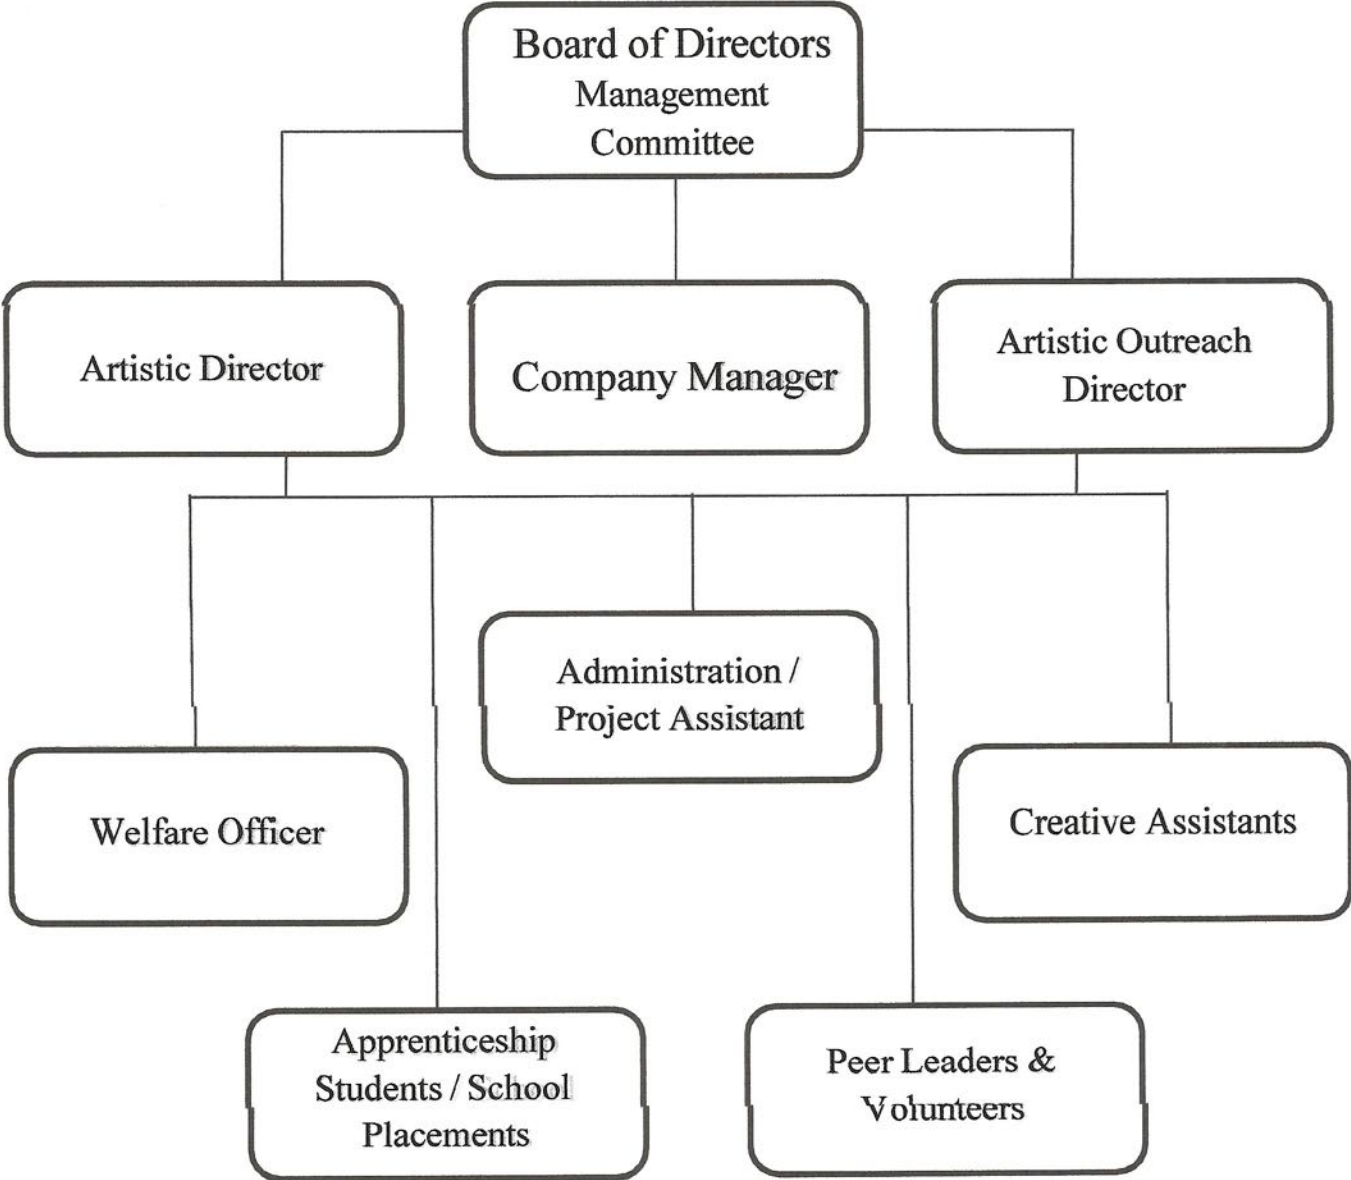 Board of Directors
Management
Committee
Artistic Director
Company Manager
Artistic Outreach
Director
Administration /
Project Assistant
Welfare Officer
Creative Assistants
Apprenticeship
Students / School
Placements
Peer Leaders &
Volunteers